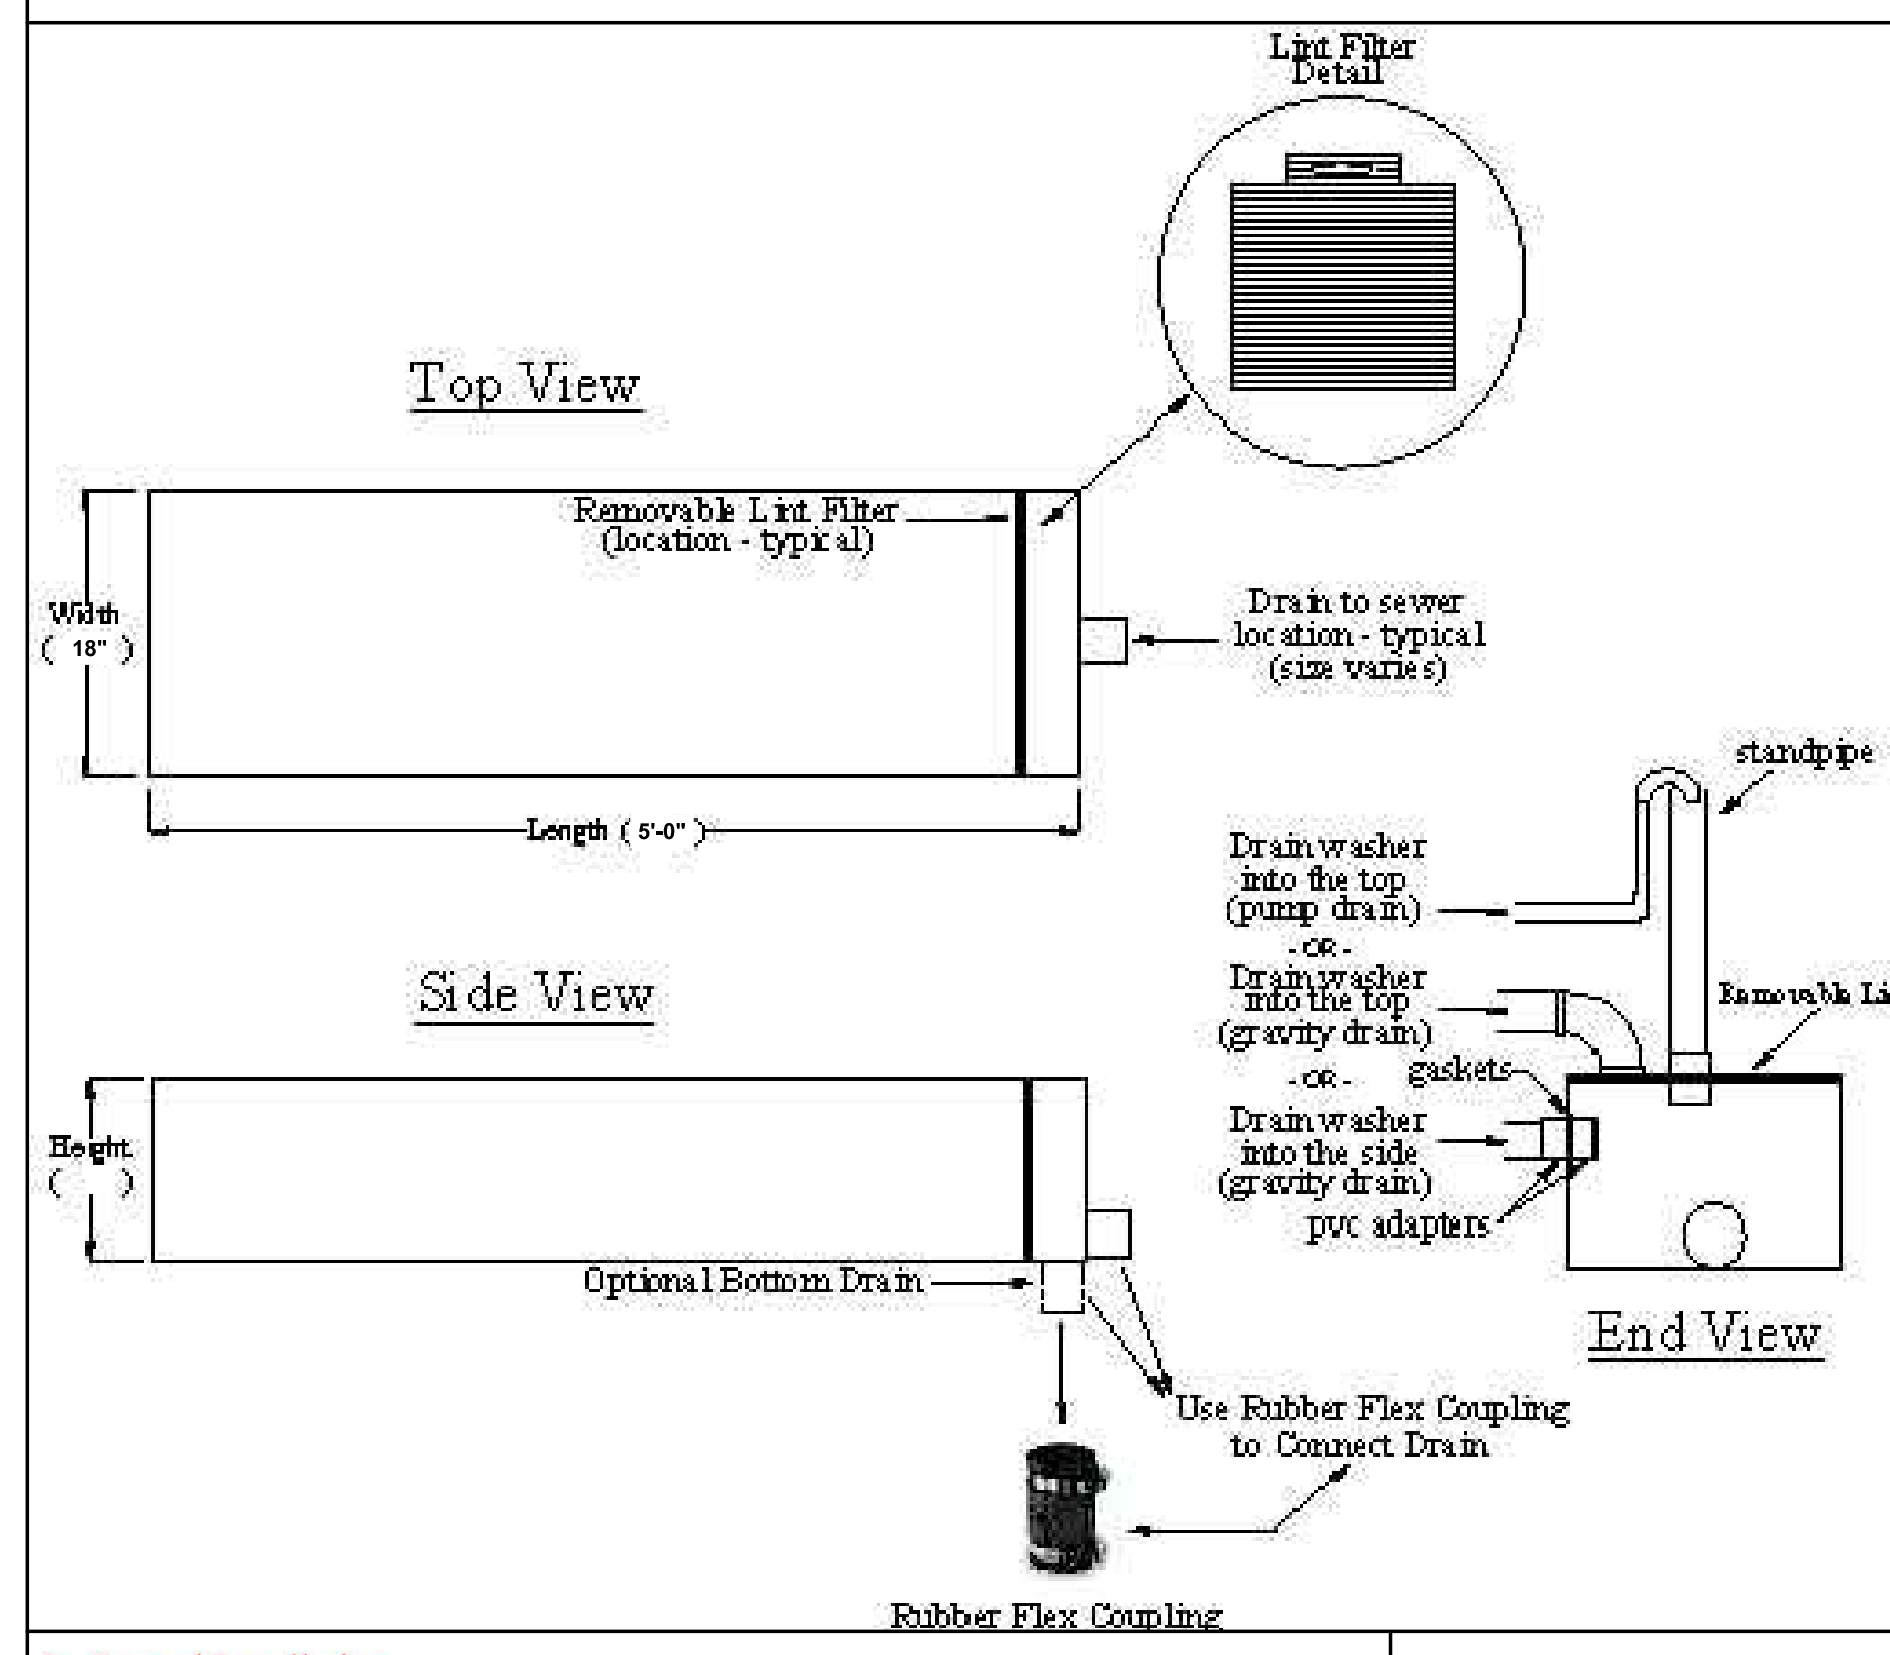 Lint Filter
Detail
Top View
Removable Lint Filter
(location - typical)
Width
( 18" )
Drain to sewer
location - typical
(size varies)
Length ( 5'-0" )
standpipe
Drain washer
into the top
(pump drain)
- OR -
Drain washer
into the top
(gravity drain)
Removable Li
Side View
- OR -
gaskets
Drain washer
into the side
(gravity drain)
pvc adapters
Height
( )
Optional Bottom Drain
End View
Use Rubber Flex Coupling
to Connect Drain
Rubber Flex Coupling